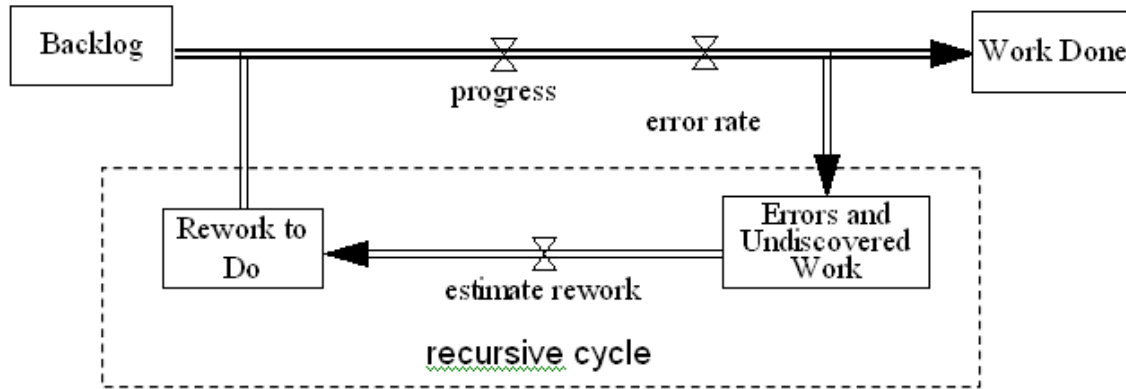 Backlog
Work Done
progress
error rate
Rework to
Do
Errors and
Undiscovered
Work
estimate rework
recursive cycle